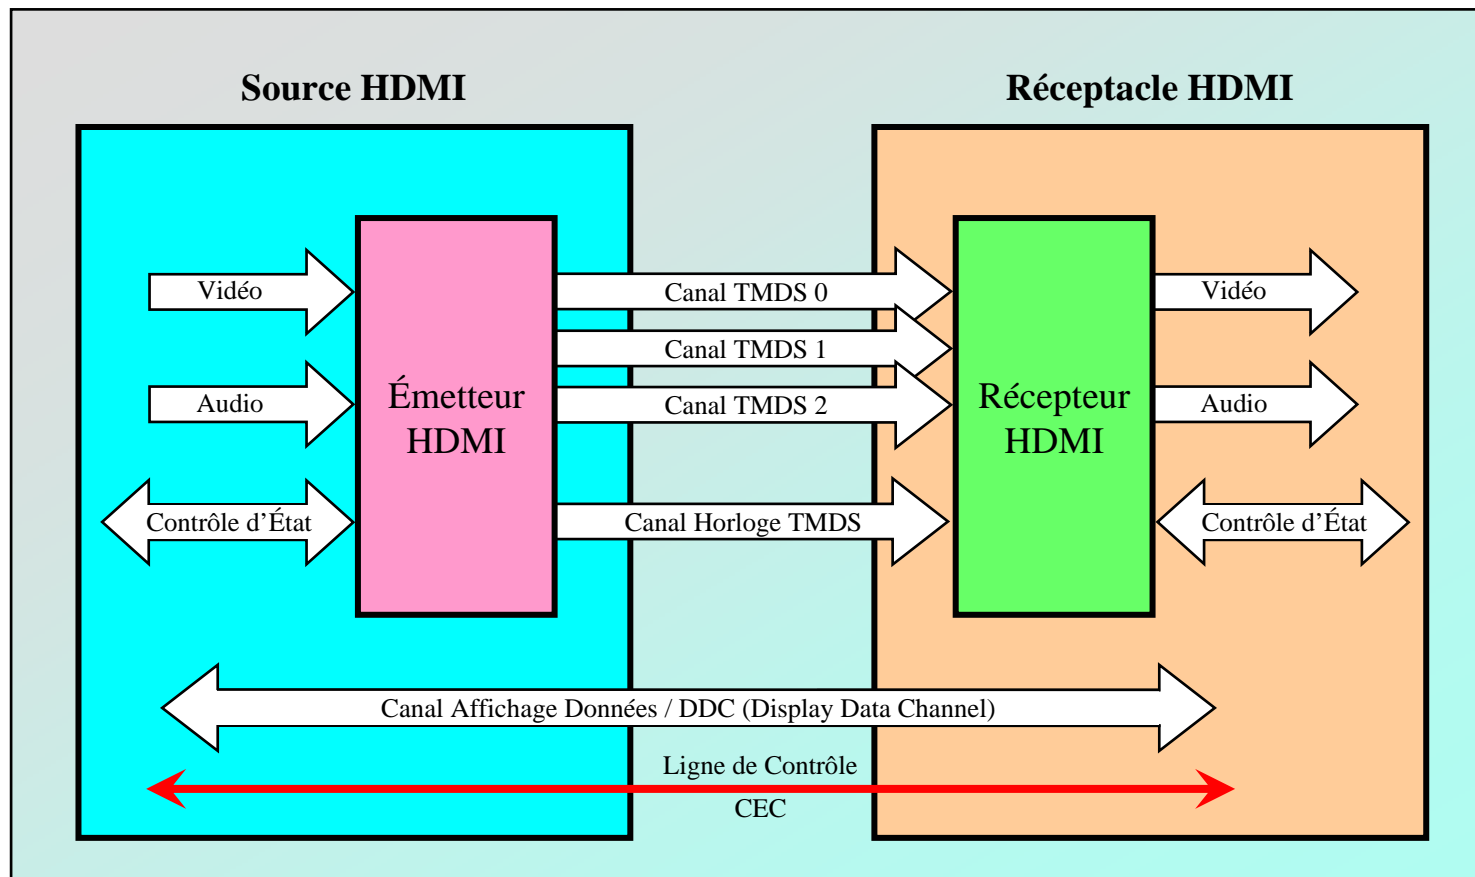 Source HDMI
Réceptacle HDMI
Vidéo
Canal TMDS 0
Vidéo
Canal TMDS 1
Audio
Émetteur
HDMI
Canal TMDS 2
Récepteur
HDMI
Audio
Contrôle d’État
Canal Horloge TMDS
Contrôle d’État
Canal Affichage Données / DDC (Display Data Channel)
Ligne de Contrôle
CEC